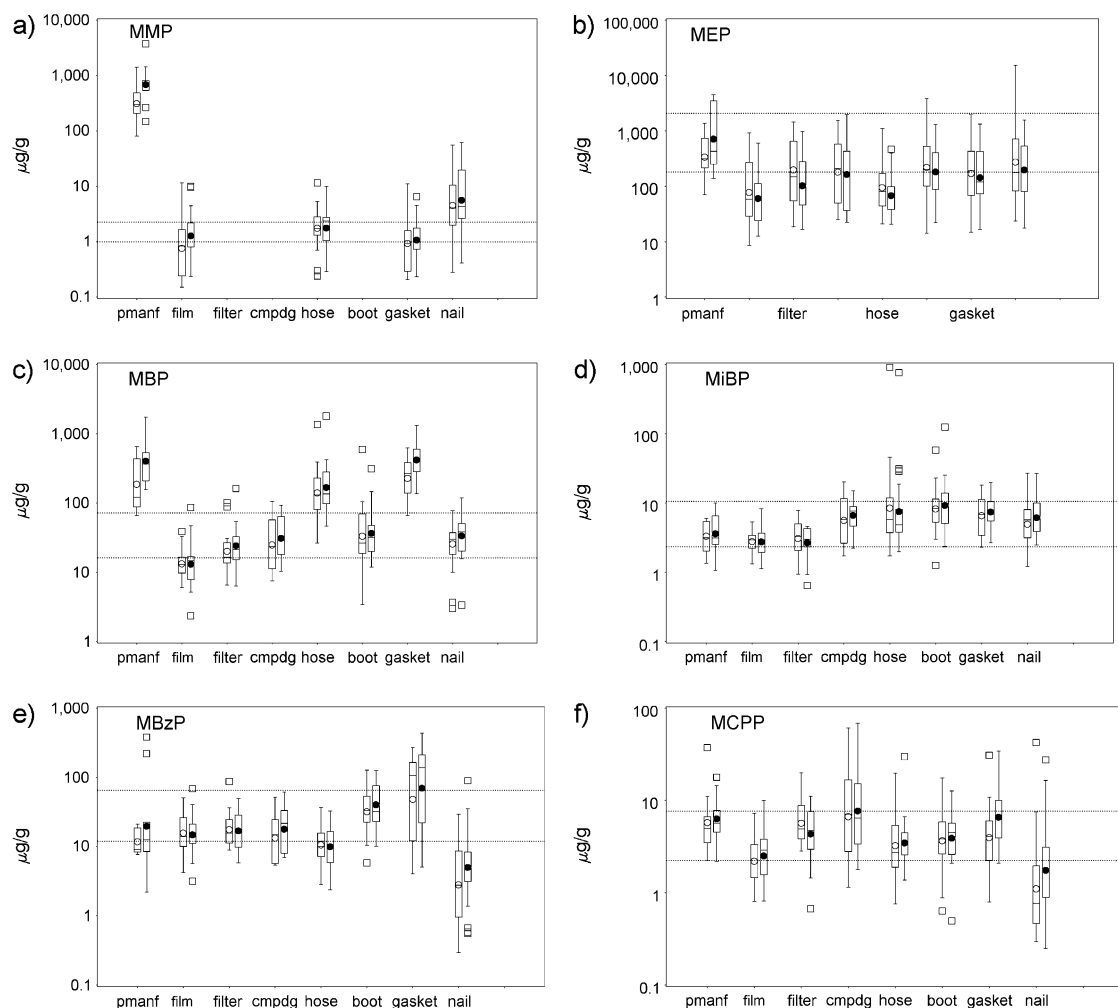 a)
MMP
10,000
1,000
100
10
1
0.1
µg/g
pmanf film filter cmpdg hose boot gasket nail
b)
MEP
100,000
10,000
1,000
100
10
1
µg/g
pmanf filter hose gasket
c)
MBP
10,000
1,000
100
10
1
µg/g
pmanf film filter cmpdg hose boot gasket nail
d)
MiBP
1,000
100
10
1
0.1
µg/g
pmanf film filter cmpdg hose boot gasket nail
e)
MBzP
1,000
100
10
1
0.1
µg/g
pmanf film filter cmpdg hose boot gasket nail
f)
MCPP
100
10
1
0.1
µg/g
pmanf film filter cmpdg hose boot gasket nail